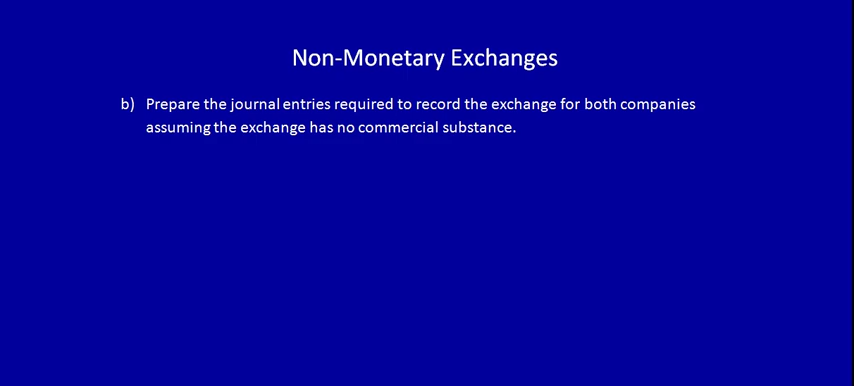 Non-Monetary Exchanges
b) Prepare the journal entries required to record the exchange for both companies
assuming the exchange has no commercial substance.